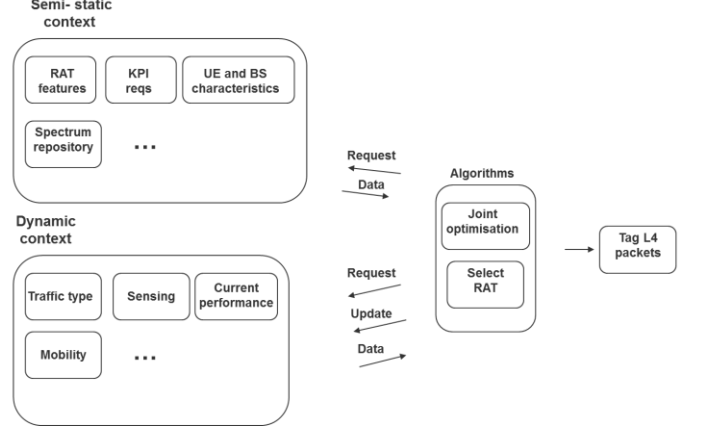 Semi- static
context
RAT
features
KPI
reqs
UE and BS
characteristics
Spectrum
repository
...
Request
Data
Algorithms
Joint
optimisation
Select
RAT
Tag L4
packets
Dynamic
context
Traffic type
Sensing
Current
performance
Mobility
...
Request
Update
Data